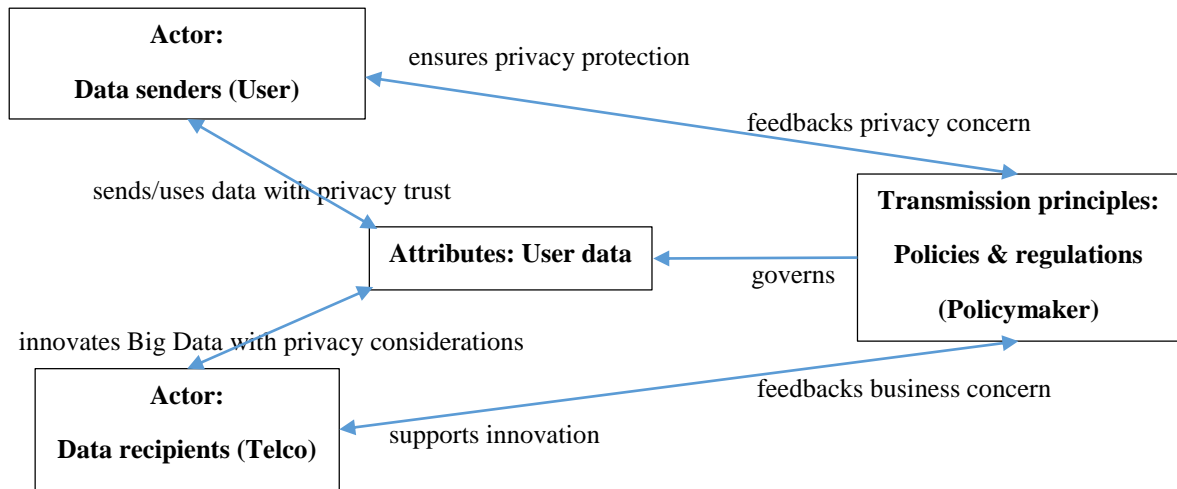 Actor:
Data senders (User)
ensures privacy protection
feedbacks privacy concern
sends/uses data with privacy trust
Transmission principles:
Policies & regulations
(Policymaker)
Attributes: User data
governs
innovates Big Data with privacy considerations
Actor:
Data recipients (Telco)
feedbacks business concern
supports innovation